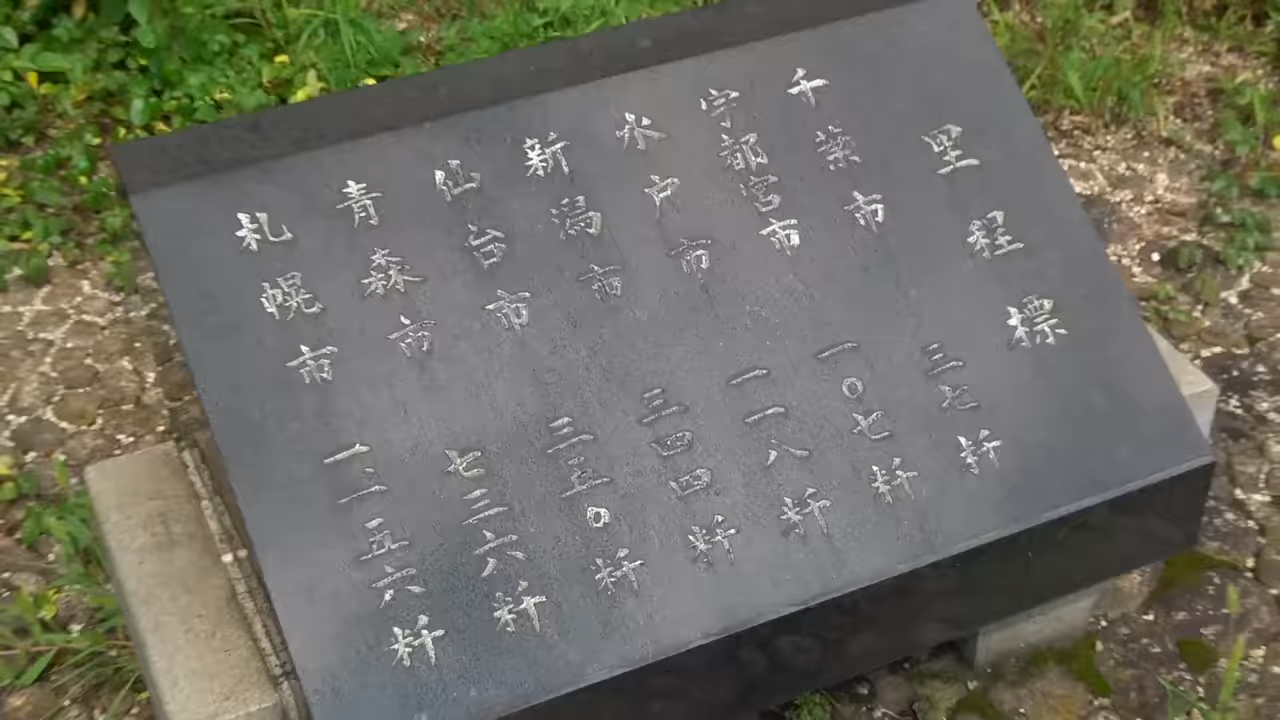 里程標
千葉市 三七粁
宇都宮市 一〇七粁
水戸市 一一八粁
新潟市 三四四粁
仙台市 三五〇粁
青森市 七三六粁
札幌市 一、一五六粁